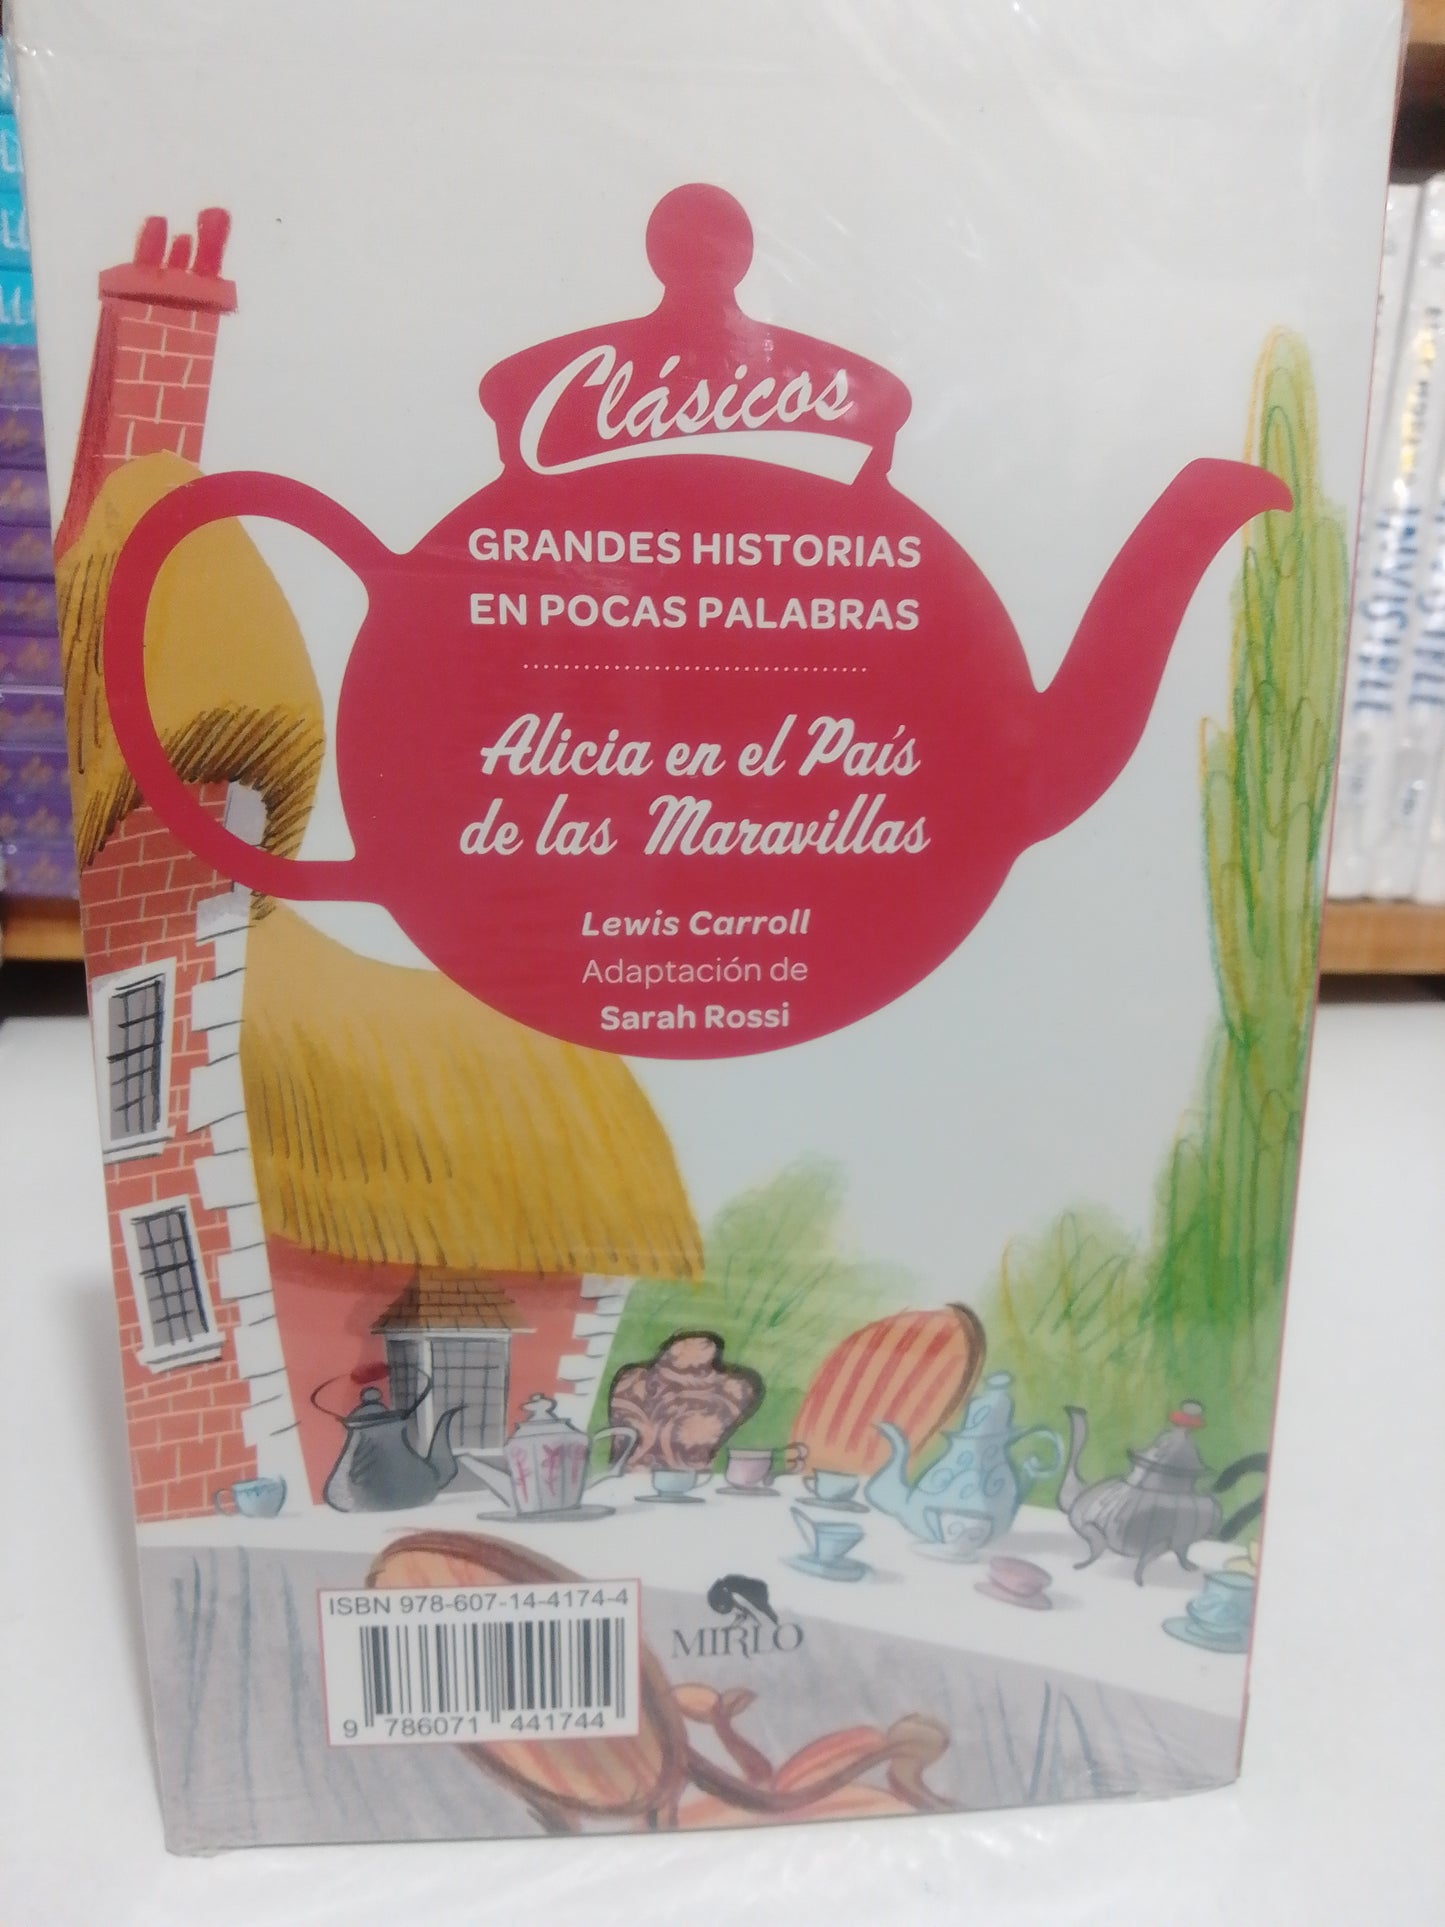 Clásicos
GRANDES HISTORIAS
EN POCAS PALABRAS
Alicia en el País
de las Maravillas
Lewis Carroll
Adaptación de
Sarah Rossi
ISBN 978-607-14-4174-4
9 786071 441744
MIRLO